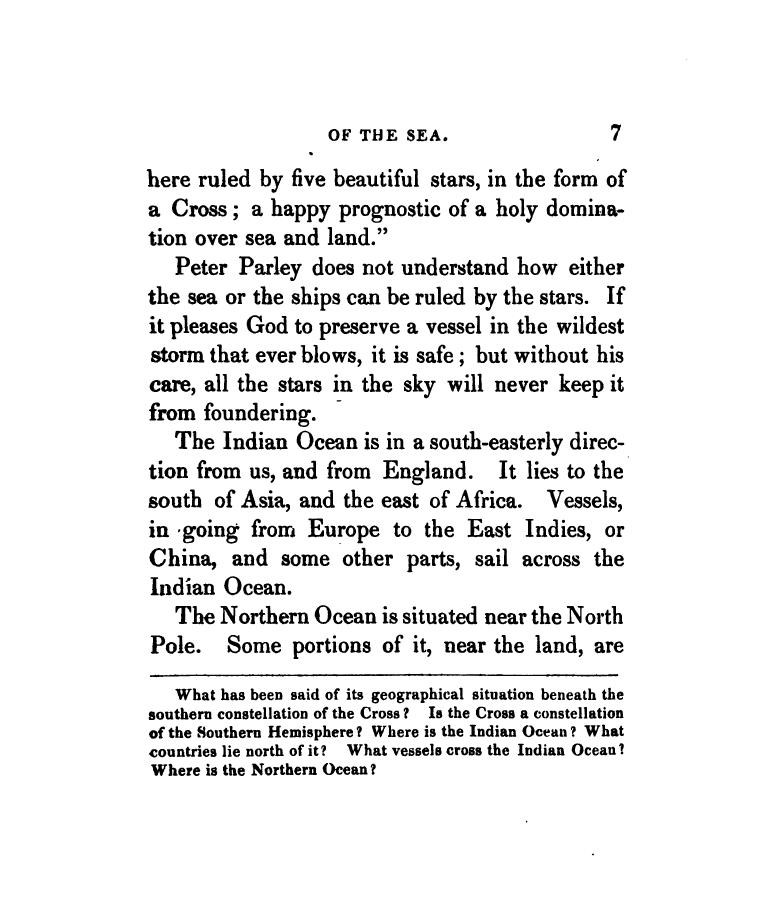 OF THE SEA. 7
here ruled by five beautiful stars, in the form of
a Cross; a happy prognostic of a holy domina-
tion over sea and land.”
Peter Parley does not understand how either
the sea or the ships can be ruled by the stars. If
it pleases God to preserve a vessel in the wildest
storm that ever blows, it is safe; but without his
care, all the stars in the sky will never keep it
from foundering.
The Indian Ocean is in a south-easterly direc-
tion from us, and from England. It lies to the
south of Asia, and the east of Africa. Vessels,
in going from Europe to the East Indies, or
China, and some other parts, sail across the
Indian Ocean.
The Northern Ocean is situated near the North
Pole. Some portions of it, near the land, are
What has been said of its geographical situation beneath the
southern constellation of the Cross? Is the Cross a constellation
of the Southern Hemisphere? Where is the Indian Ocean? What
countries lie north of it? What vessels cross the Indian Ocean?
Where is the Northern Ocean?